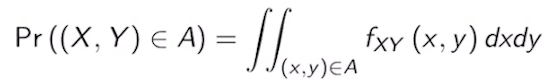 Pr ((X, Y) ∈ A) = ∬_{(x,y)∈A} f_{XY} (x, y) dxdy